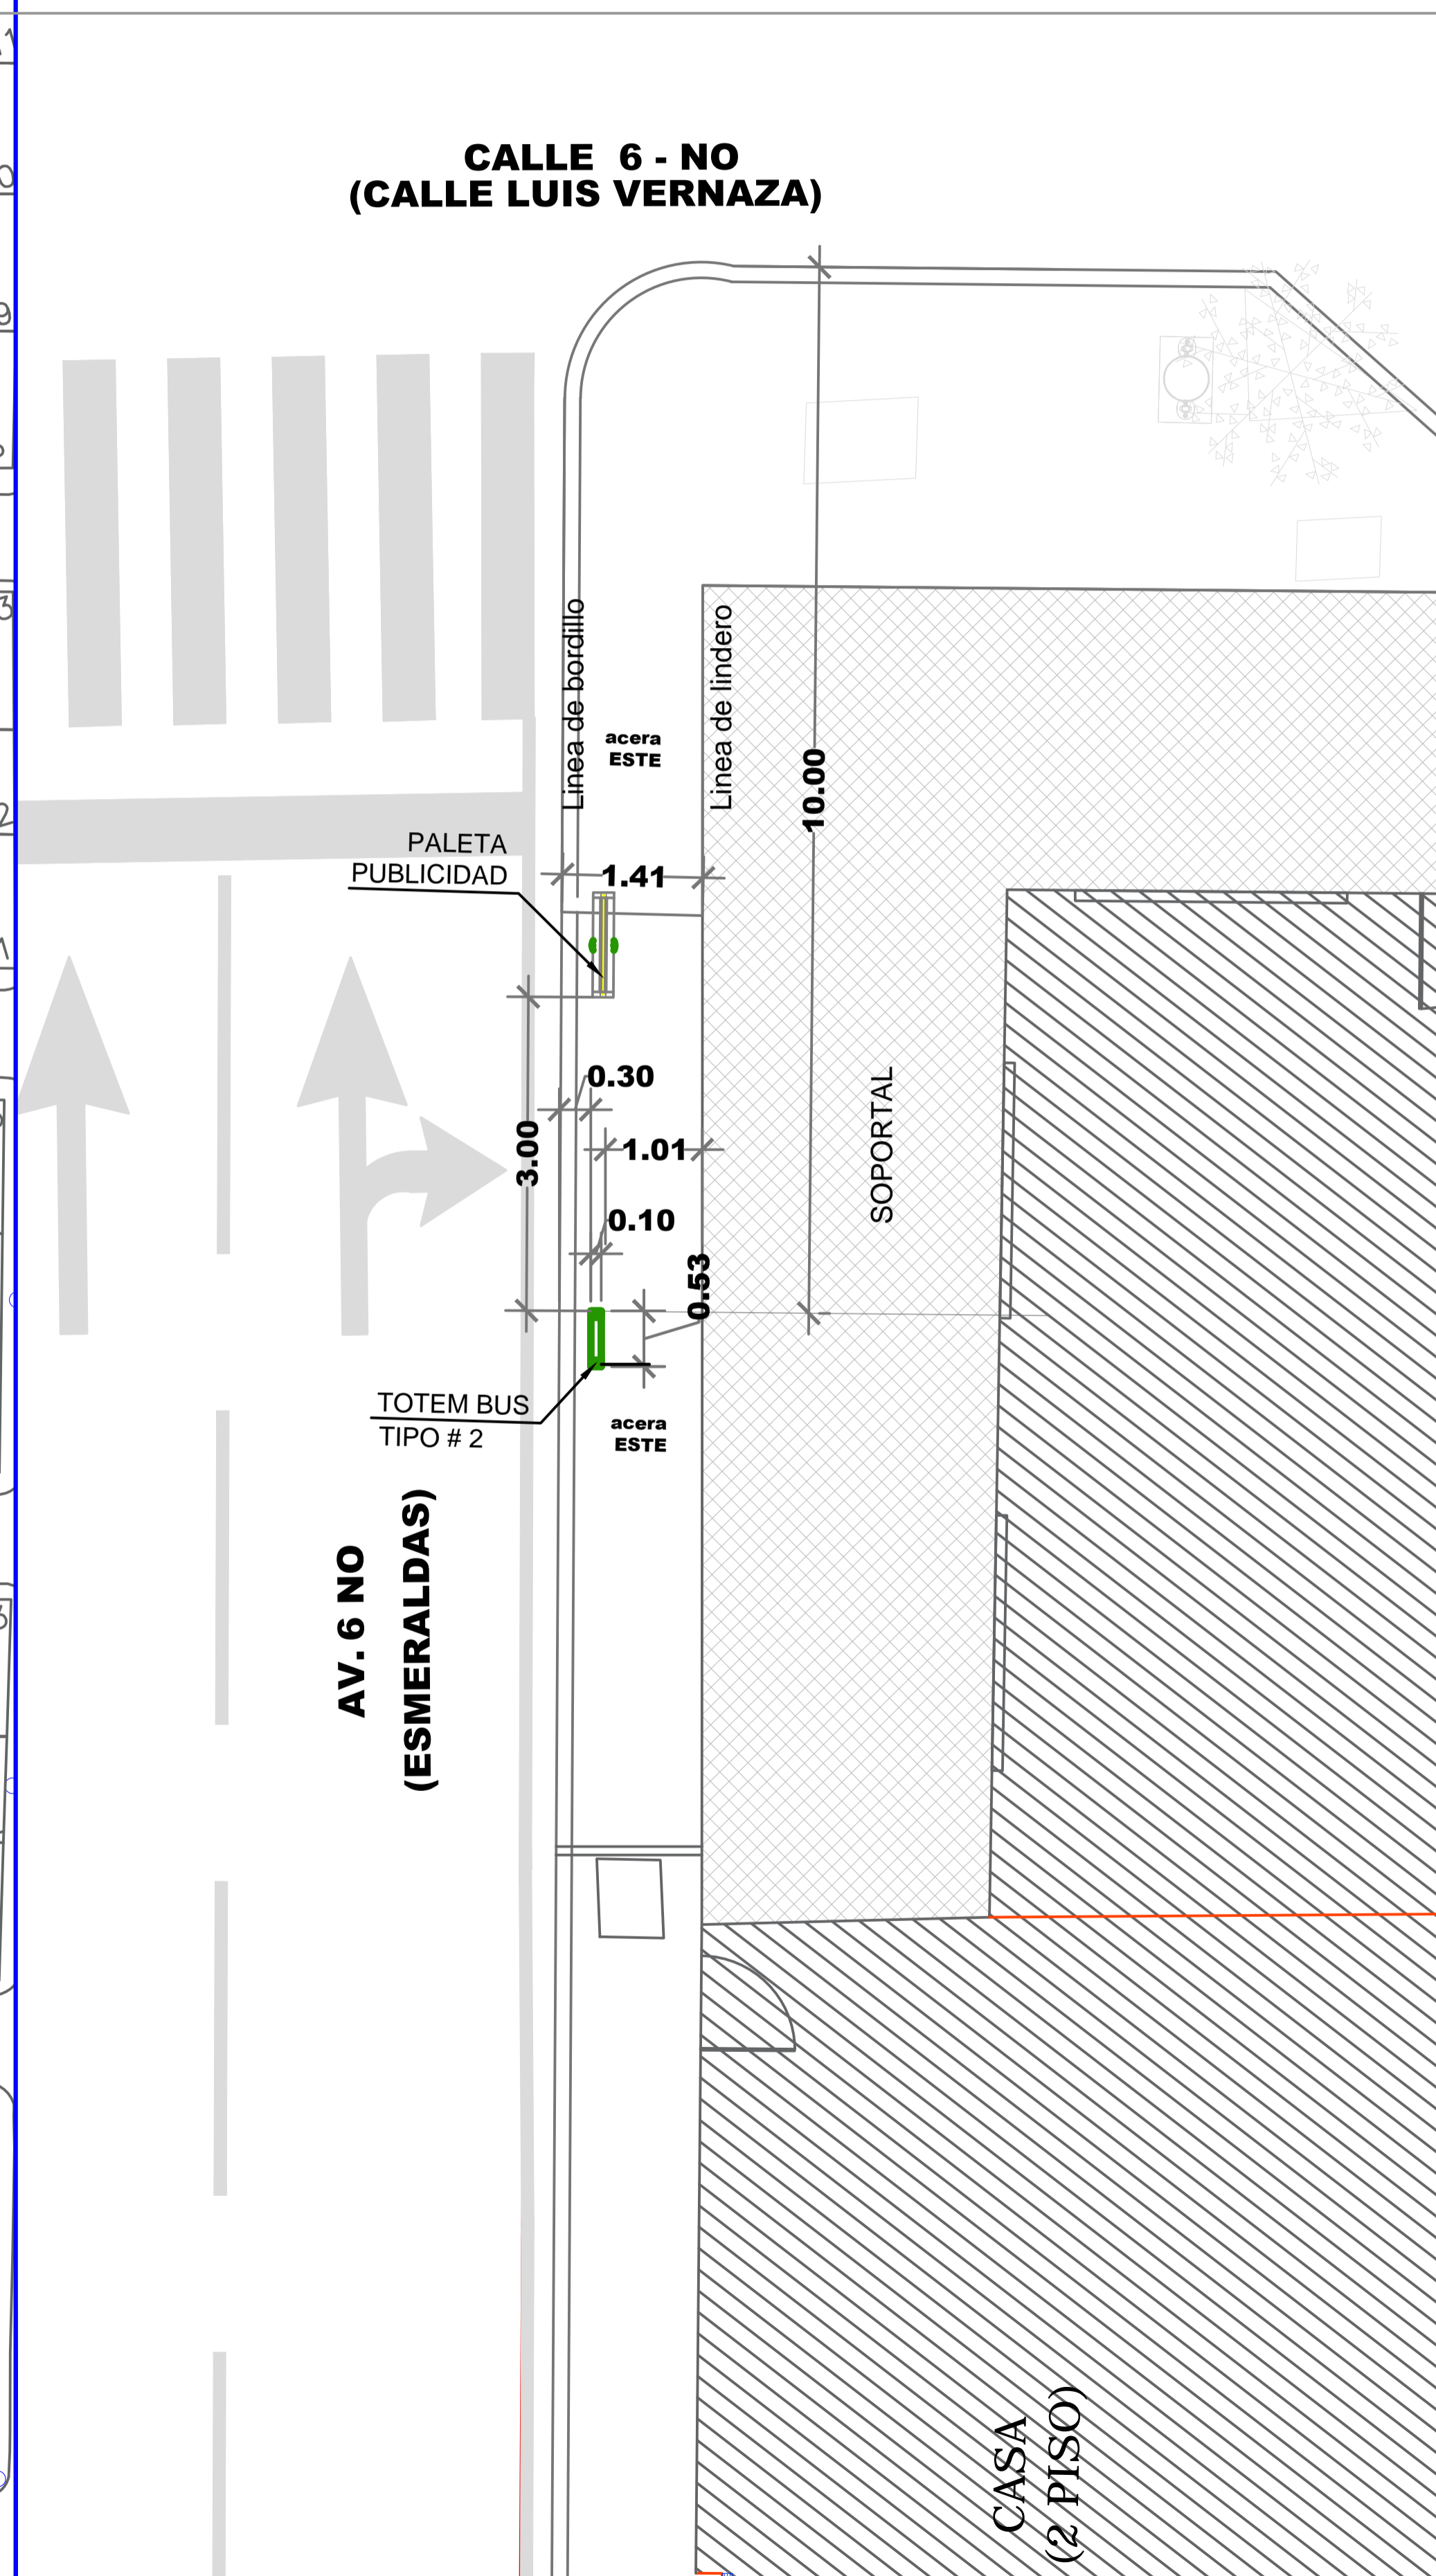 CALLE  6 - NO
(CALLE LUIS VERNAZA)
Linea de bordillo
Linea de lindero
acera
ESTE
10.00
PALETA
PUBLICIDAD
1.41
0.30
3.00
1.01
SOPORTAL
0.10
0.53
TOTEM BUS
TIPO # 2
acera
ESTE
AV. 6 NO
(ESMERALDAS)
CASA
(2 PISO)